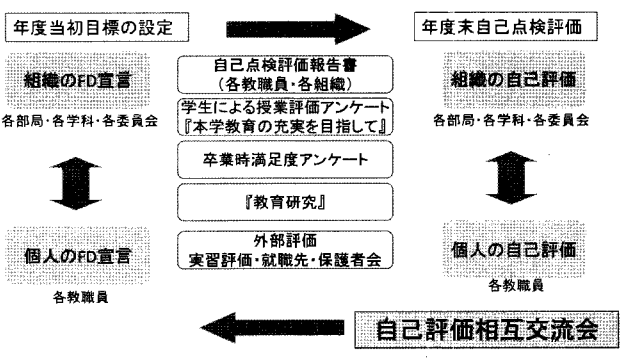 年度当初目標の設定
年度末自己点検評価
組織のFD宣言
各部局・各学科・各委員会
個人のFD宣言
各教職員
自己点検評価報告書
(各教職員・各組織)
学生による授業評価アンケート
『本学教育の充実を目指して』
卒業時満足度アンケート
『教育研究』
外部評価
実習評価・就職先・保護者会
組織の自己評価
各部局・各学科・各委員会
個人の自己評価
各教職員
自己評価相互交流会